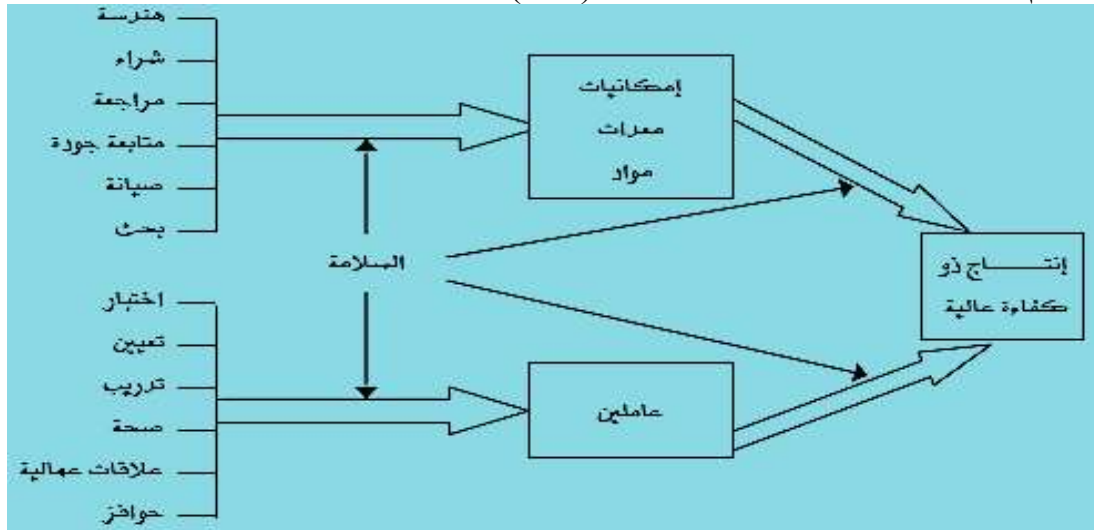 هندسة
شراء
مراجعة
متابعة جودة
صيانة
بحث
إمكانيات
معدات
مواد
السلامة
إنتـــــاج ذو
كفاءة عالية
اختبار
تعيين
تدريب
صحة
علاقات عمالية
حوافز
عاملين